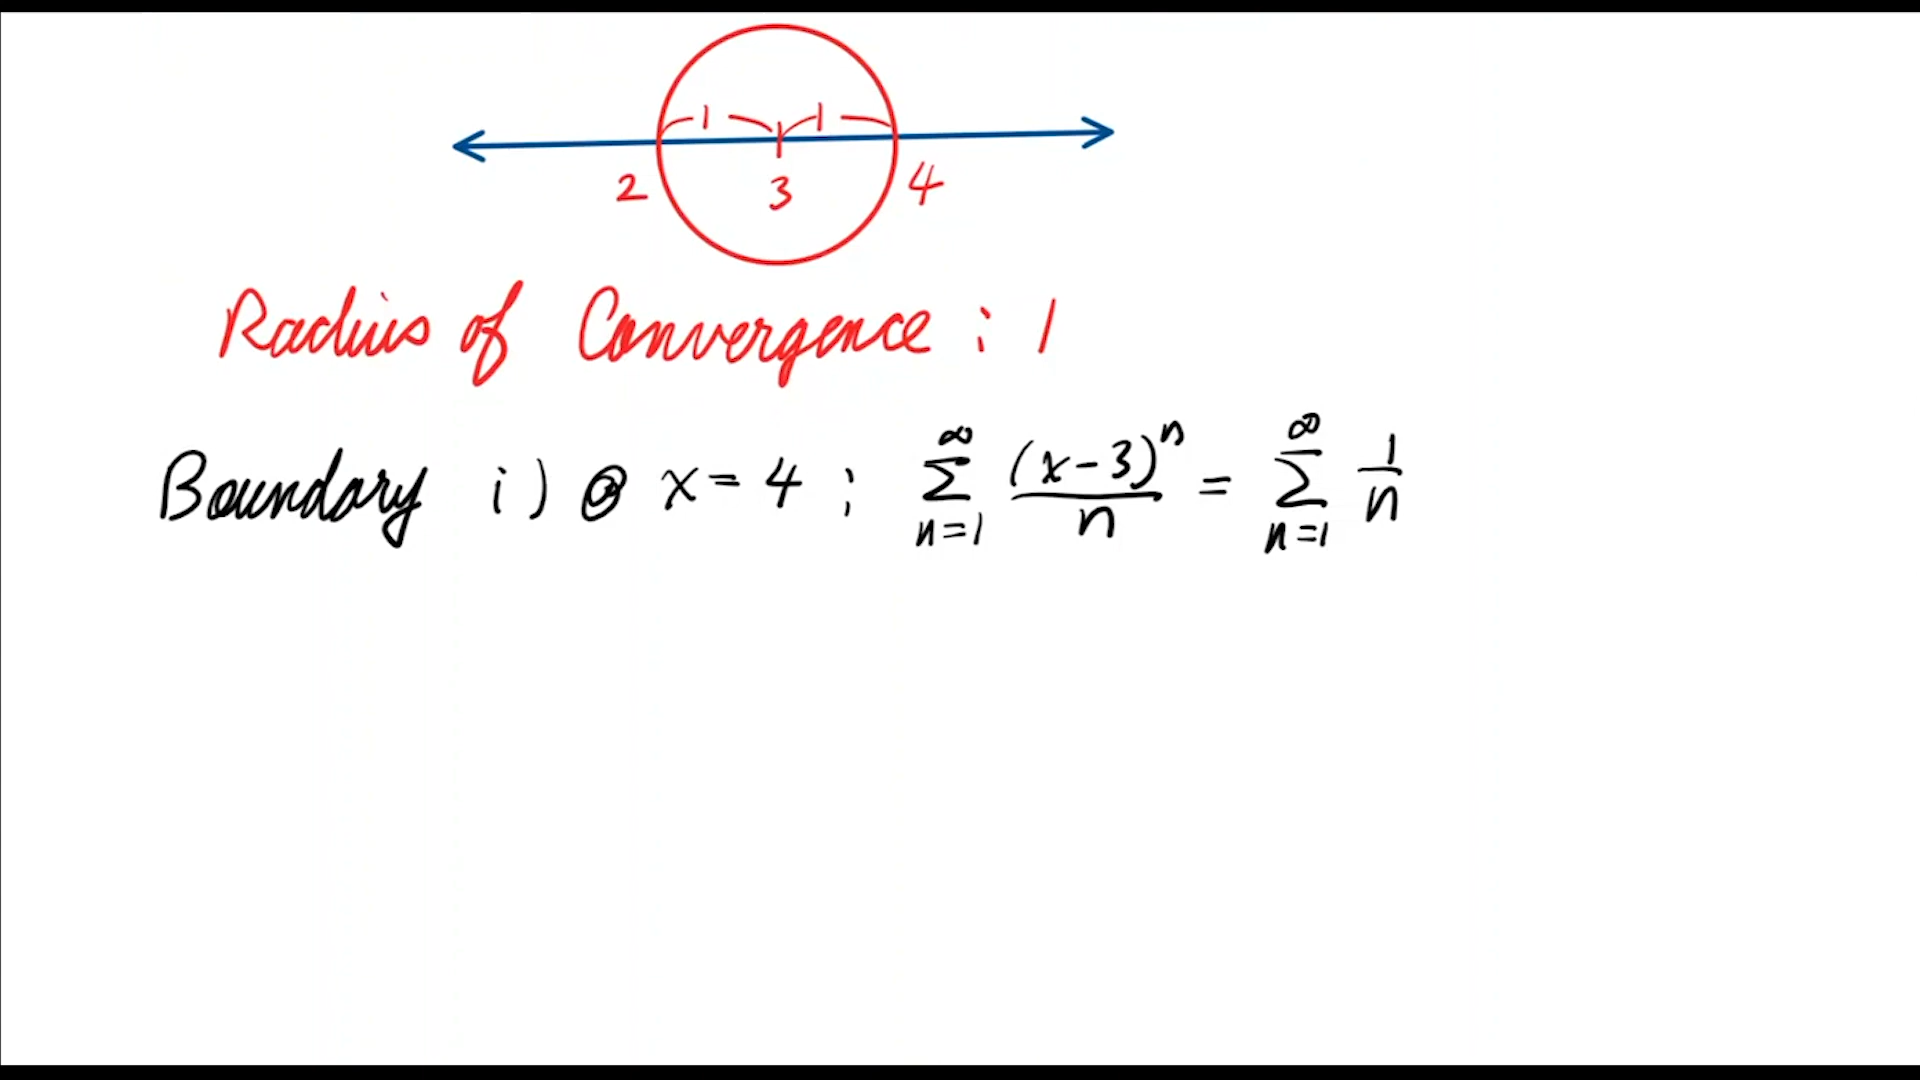 1 1
2 3 4
Radius of Convergence : 1
Boundary i) @ x = 4 ; ∞∑n=1 (x-3)^n/n = ∞∑n=1 1/n